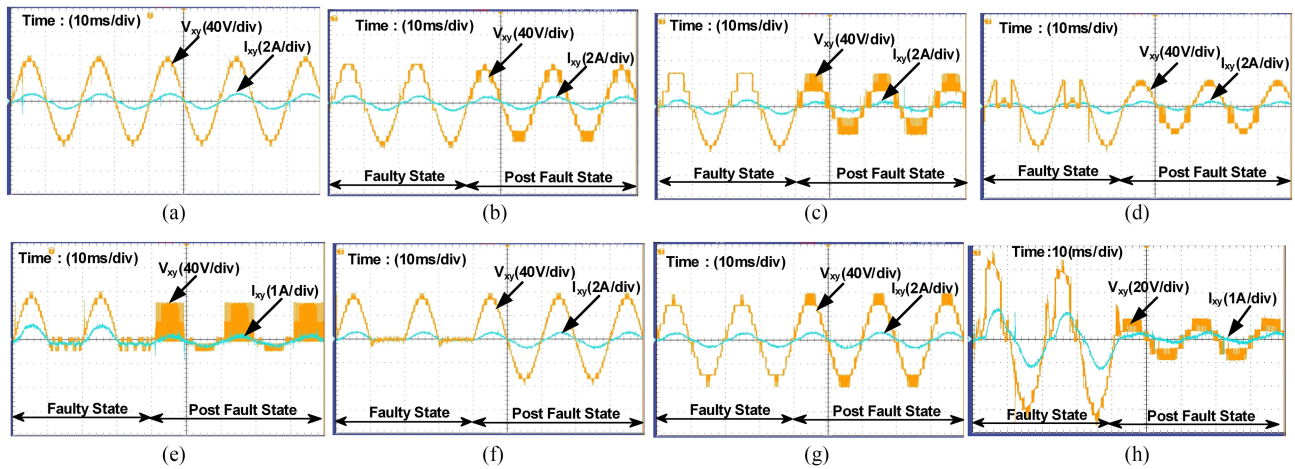 Time : (10ms/div)
Vxy(40V/div)
Ixy(2A/div)
(a)
Time : (10ms/div)
Vxy(40V/div)
Ixy(2A/div)
Faulty State
Post Fault State
(b)
Time : (10ms/div)
Vxy(40V/div)
Ixy(2A/div)
Faulty State
Post Fault State
(c)
Time : (10ms/div)
Vxy(40V/div)
Ixy(2A/div)
Faulty State
Post Fault State
(d)
Time : (10ms/div)
Vxy(40V/div)
Ixy(1A/div)
Faulty State
Post Fault State
(e)
Time : (10ms/div)
Vxy(40V/div)
Ixy(2A/div)
Faulty State
Post Fault State
(f)
Time : (10ms/div)
Vxy(40V/div)
Ixy(2A/div)
Faulty State
Post Fault State
(g)
Time :10(ms/div)
Vxy(20V/div)
Ixy(1A/div)
Faulty State
Post Fault State
(h)